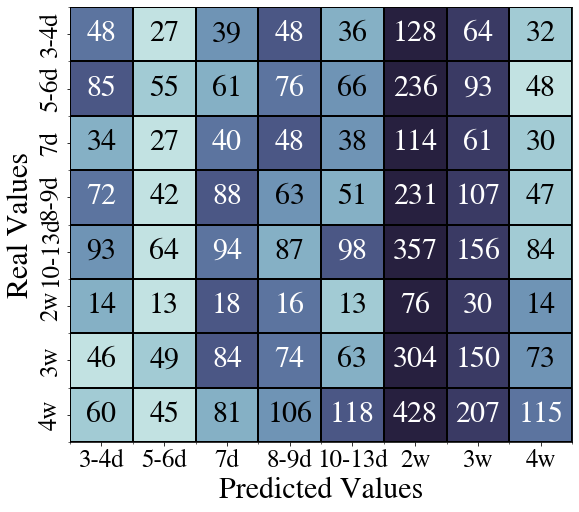 3-4d 48 27 39 48 36 128 64 32
5-6d 85 55 61 76 66 236 93 48
7d 34 27 40 48 38 114 61 30
8-9d 72 42 88 63 51 231 107 47
10-13d 93 64 94 87 98 357 156 84
2w 14 13 18 16 13 76 30 14
3w 46 49 84 74 63 304 150 73
4w 60 45 81 106 118 428 207 115
3-4d 5-6d 7d 8-9d 10-13d 2w 3w 4w
Predicted Values
Real Values